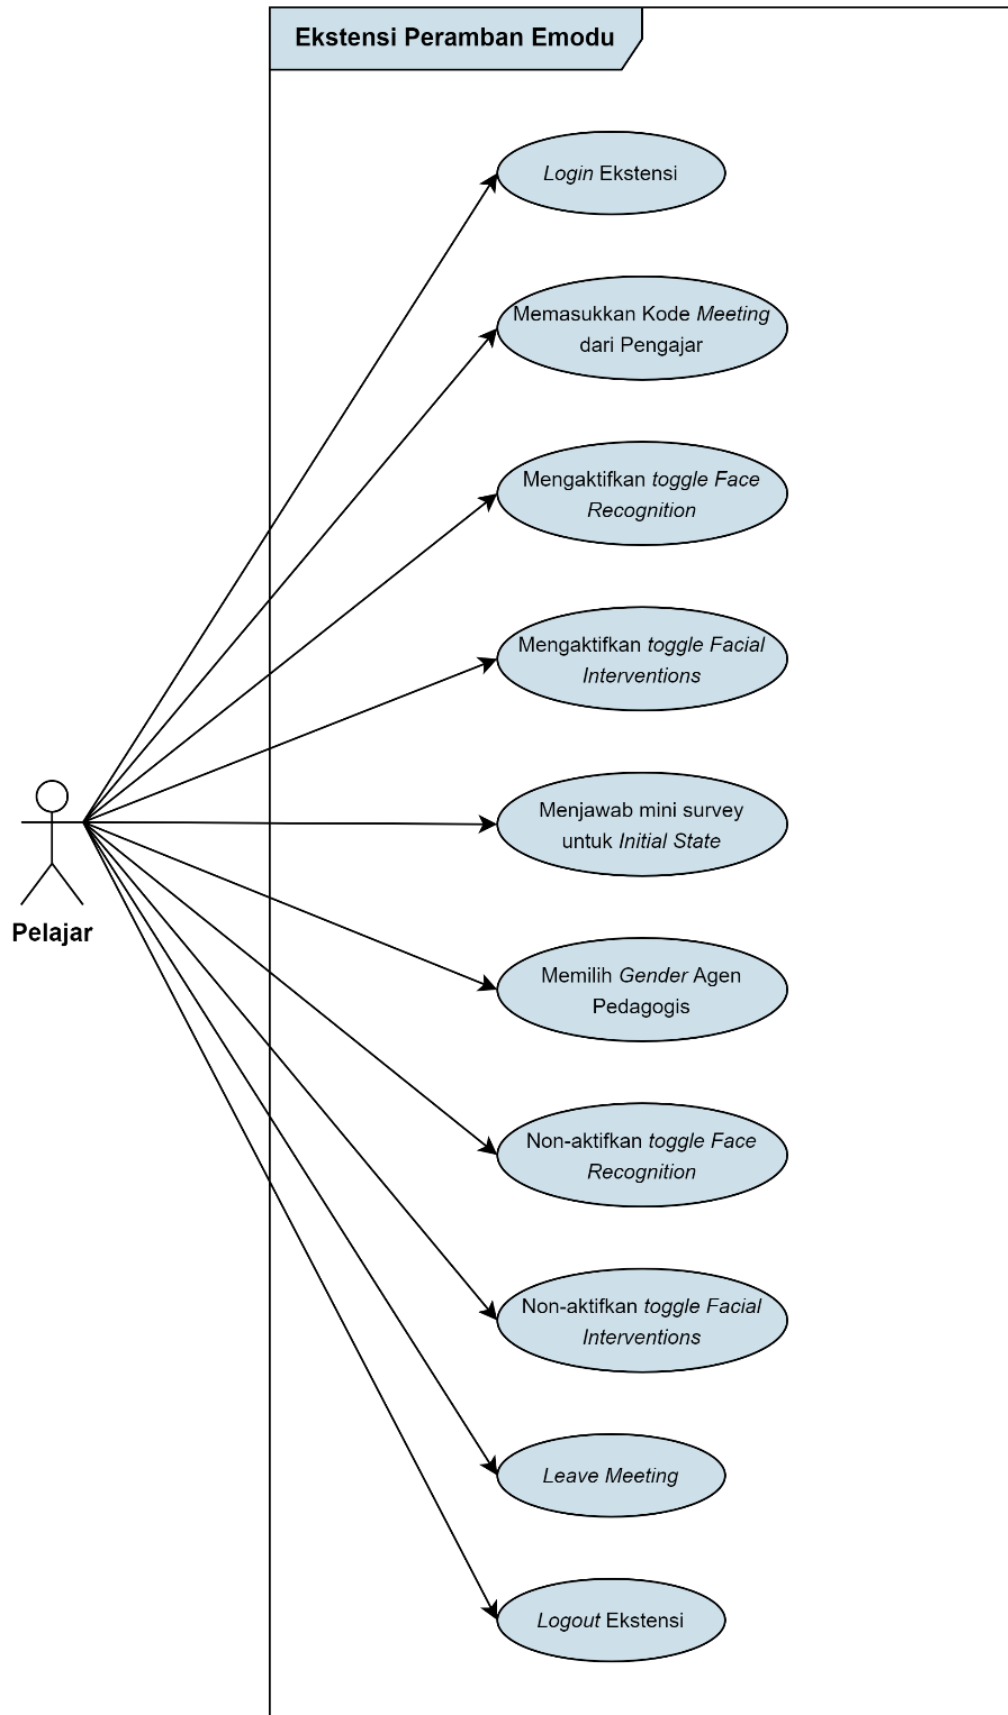 Ekstensi Peramban Emodu
Login Ekstensi
Memasukkan Kode Meeting
dari Pengajar
Mengaktifkan toggle Face
Recognition
Mengaktifkan toggle Facial
Interventions
Menjawab mini survey
untuk Initial State
Pelajar
Memilih Gender Agen
Pedagogis
Non-aktifkan toggle Face
Recognition
Non-aktifkan toggle Facial
Interventions
Leave Meeting
Logout Ekstensi